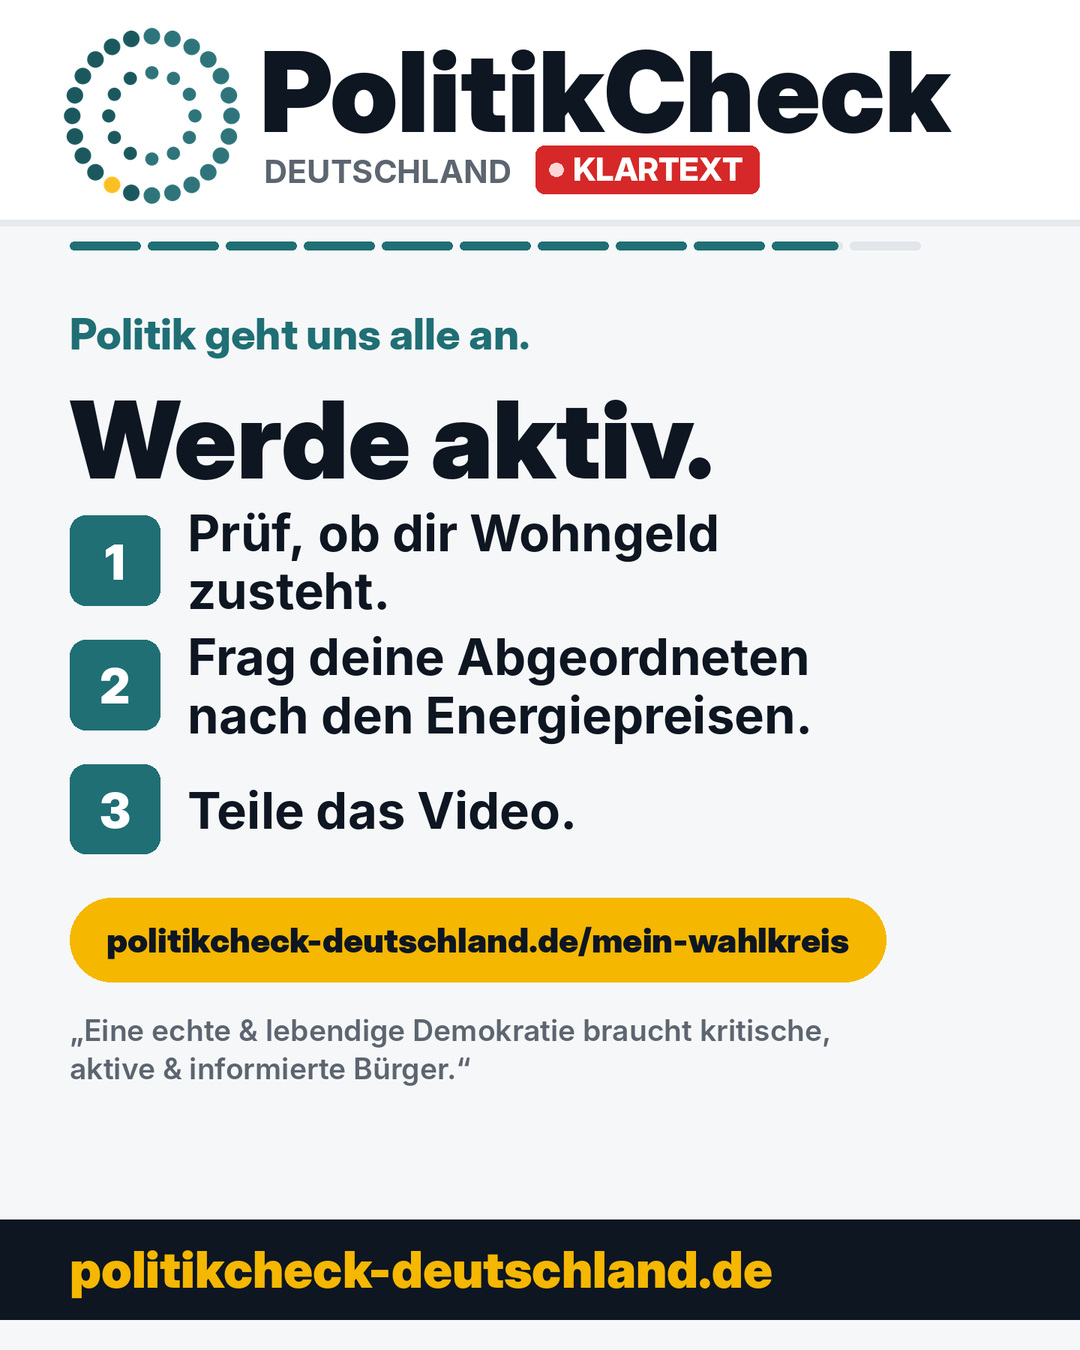 PolitikCheck
DEUTSCHLAND KLARTEXT
Politik geht uns alle an.
Werde aktiv.
1 Prüf, ob dir Wohngeld
zusteht.
2 Frag deine Abgeordneten
nach den Energiepreisen.
3 Teile das Video.
politikcheck-deutschland.de/mein-wahlkreis
„Eine echte & lebendige Demokratie braucht kritische,
aktive & informierte Bürger.“
politikcheck-deutschland.de